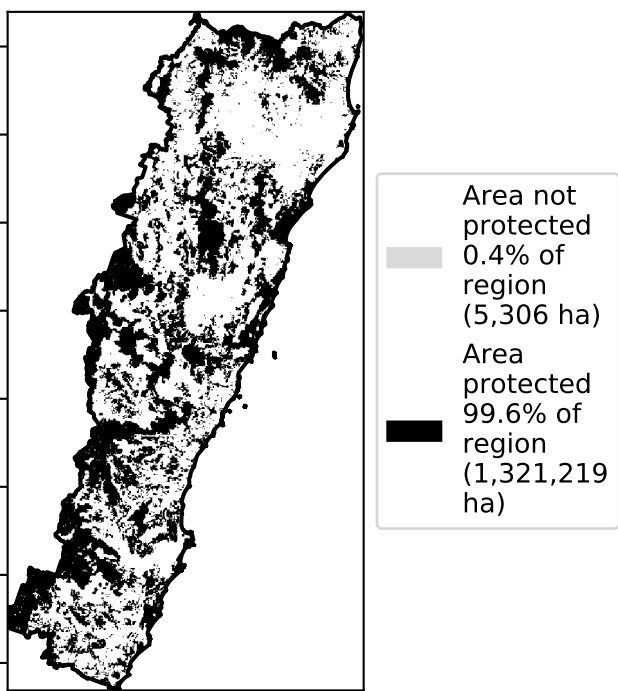 Area not
protected
0.4% of
region
(5,306 ha)
Area
protected
99.6% of
region
(1,321,219
ha)